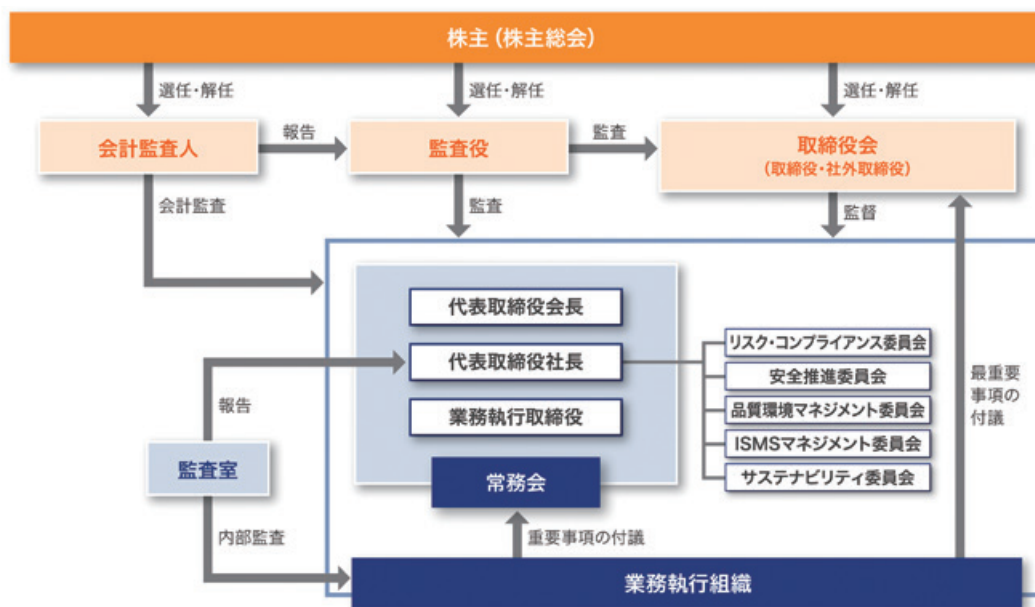 株主(株主総会)
選任・解任
選任・解任
選任・解任
会計監査人
報告
監査役
監査
取締役会
(取締役・社外取締役)
会計監査
監査
監督
代表取締役会長
代表取締役社長
業務執行取締役
常務会
リスク・コンプライアンス委員会
安全推進委員会
品質環境マネジメント委員会
ISMSマネジメント委員会
サステナビリティ委員会
最重要
事項の
付議
報告
監査室
内部監査
重要事項の付議
業務執行組織